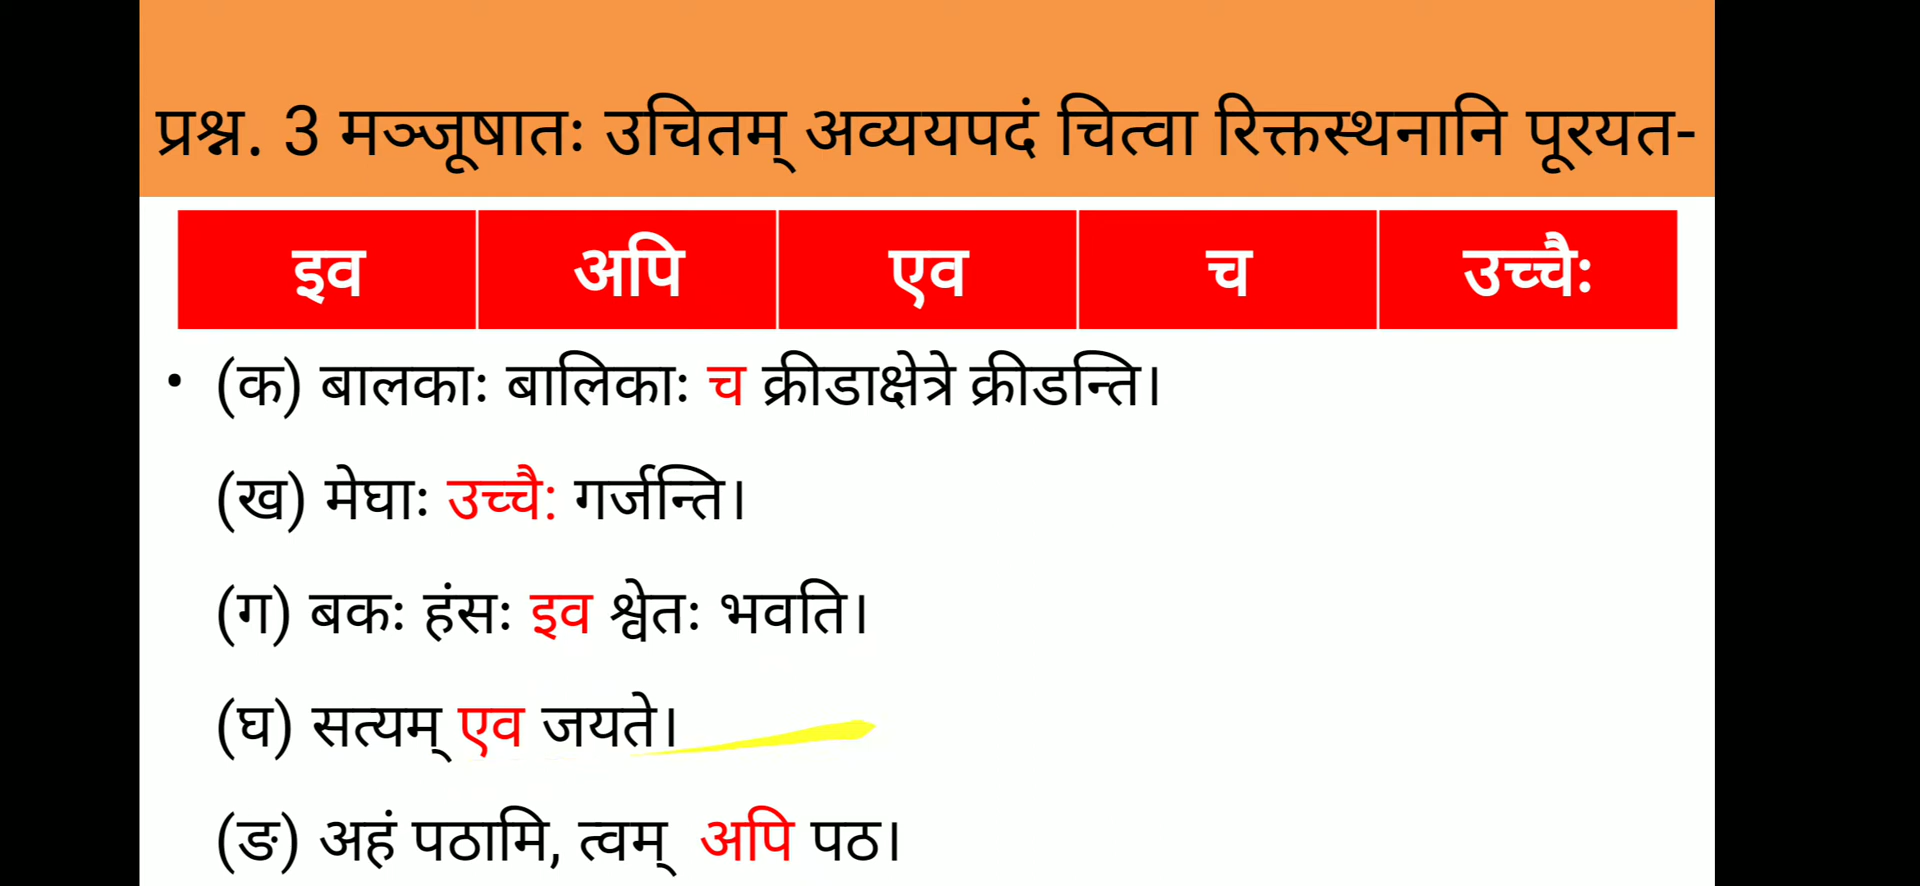 प्रश्न. 3 मञ्जूषातः उचितम् अव्ययपदं चित्वा रिक्तस्थनानि पूरयत-
इव अपि एव च उच्चैः
• (क) बालकाः बालिकाः च क्रीडाक्षेत्रे क्रीडन्ति।
(ख) मेघाः उच्चै: गर्जन्ति।
(ग) बकः हंसः इव श्वेतः भवति।
(घ) सत्यम् एव जयते।
(ङ) अहं पठामि, त्वम् अपि पठ।